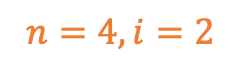 n = 4, i = 2